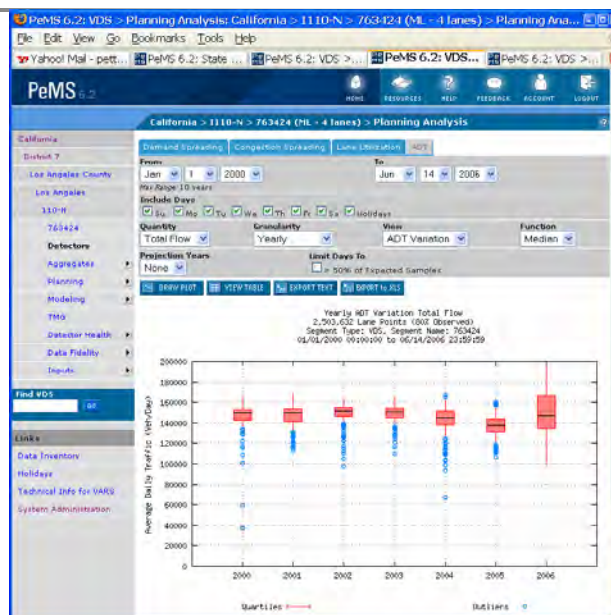 PeMS 6.2: VDS > Planning Analysis: California > 1110-N > 763424 (ML - 4 lanes) > Planning Ana...
File Edit View Go Bookmarks Tools Help
Yahoo! Mail - pett... PeMS 6.2: State ... PeMS 6.2: VDS >... PeMS 6.2: VDS... PeMS 6.2: VDS >...
PeMS 6.2
HOME RESOURCES HELP FEEDBACK ACCOUNT LOGOUT
California > 1110-N > 763424 (ML - 4 lanes) > Planning Analysis
California
District 7
Los Angeles County
Los Angeles
110-N
763424
Detectors
Aggregates
Planning
Modeling
TMG
Detector Health
Data Fidelity
Inputs
Find VDS
GO
Links
Data Inventory
Holidays
Technical Info for VARS
System Administration
Demand Spreading Congestion Spreading Lane Utilization ADT
From To
Jan 1 2000 Jun 14 2006
Max Range: 10 years
Include Days
Su Mo Tu We Th Fr Sa Holidays
Quantity Granularity View Function
Total Flow Yearly ADT Variation Median
Projection Years Limit Days To
None > 50% of Expected Samples
DRAW PLOT VIEW TABLE EXPORT TEXT EXPORT to XLS
Yearly ADT Variation Total Flow
2,503,632 Lane Points (80% Observed)
Segment Type: VDS, Segment Name: 763424
01/01/2000 00:00:00 to 06/14/2006 23:59:59
Average Daily Traffic (Veh/Day)
200000
180000
160000
140000
120000
100000
80000
60000
40000
20000
0
2000 2001 2002 2003 2004 2005 2006
Quartiles Outliers